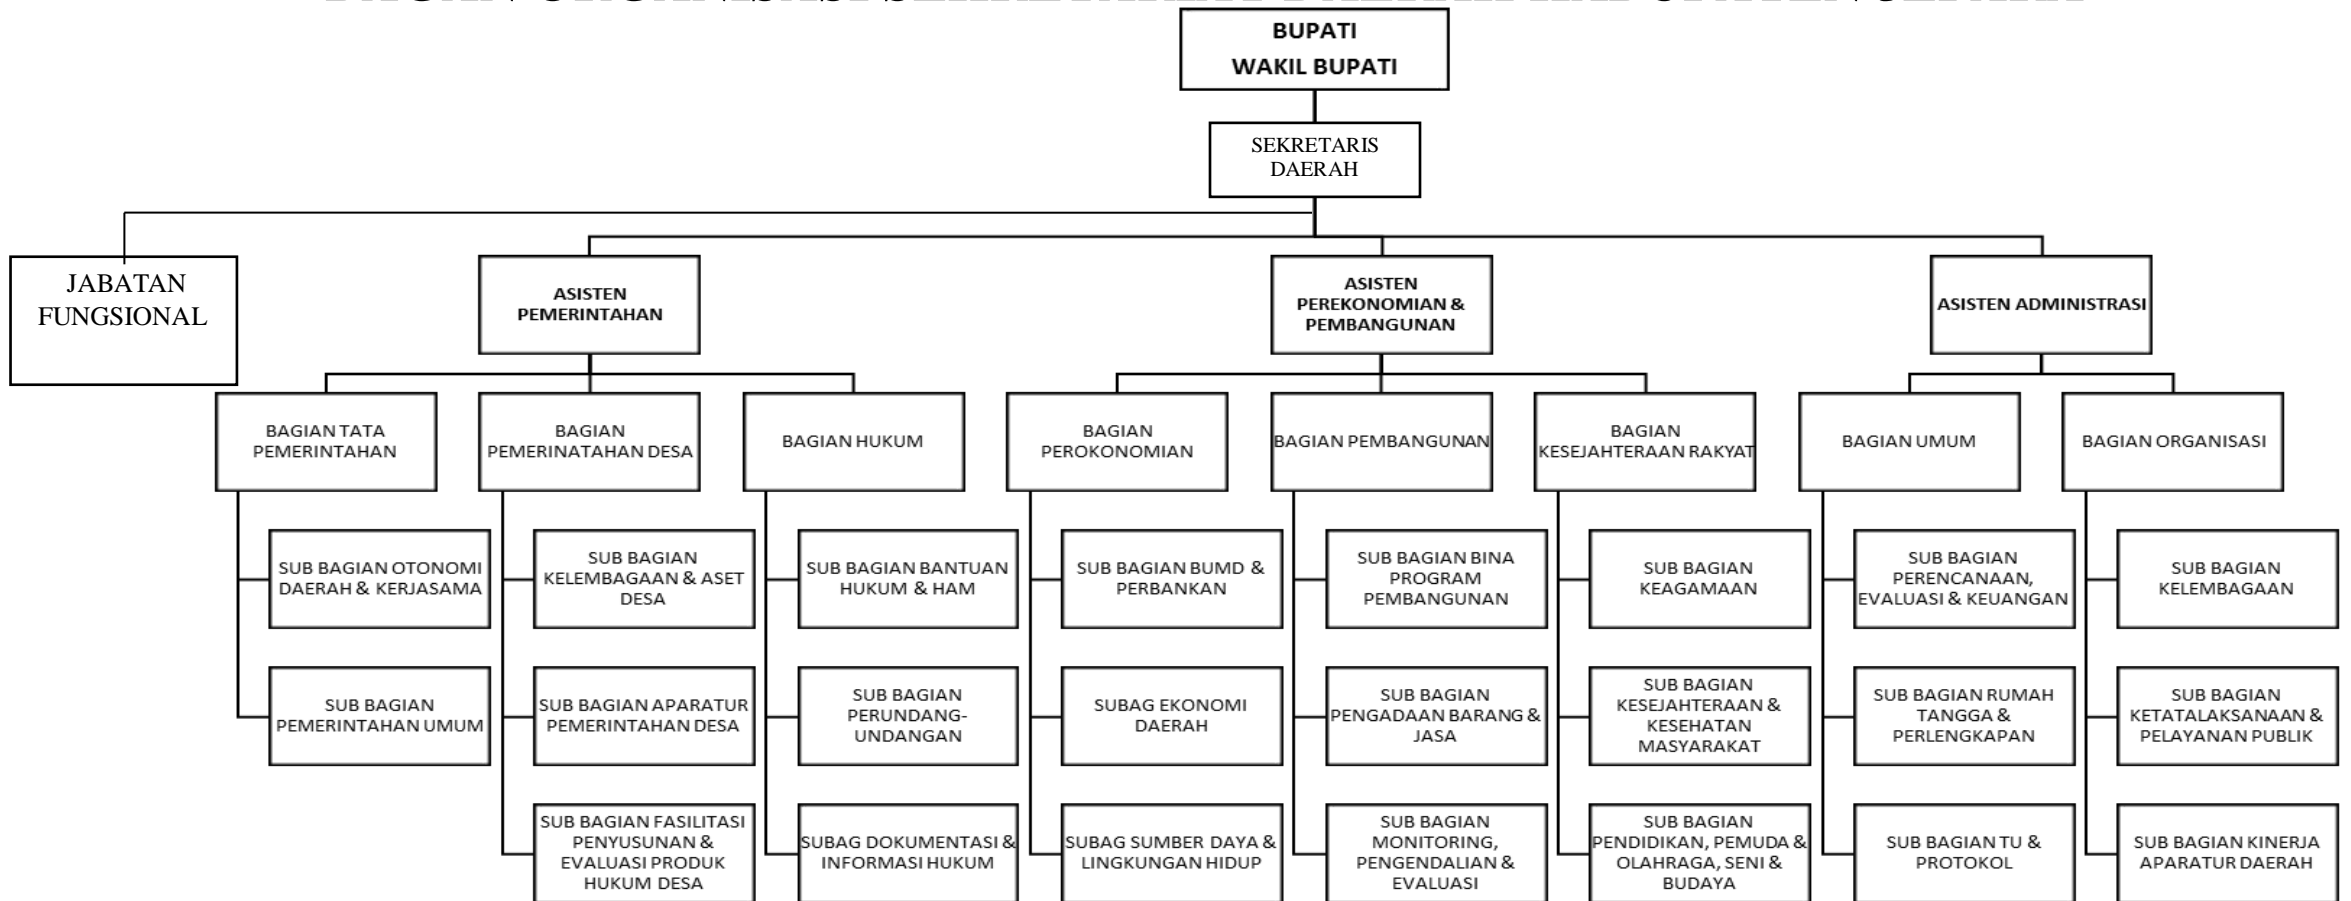 BUPATI
WAKIL BUPATI
SEKRETARIS
DAERAH
JABATAN
FUNGSIONAL
ASISTEN
PEMERINTAHAN
ASISTEN
PEREKONOMIAN &
PEMBANGUNAN
ASISTEN ADMINISTRASI
BAGIAN TATA
PEMERINTAHAN
BAGIAN
PEMERINATAHAN DESA
BAGIAN HUKUM
BAGIAN
PEROKONOMIAN
BAGIAN PEMBANGUNAN
BAGIAN
KESEJAHTERAAN RAKYAT
BAGIAN UMUM
BAGIAN ORGANISASI
SUB BAGIAN OTONOMI
DAERAH & KERJASAMA
SUB BAGIAN
KELEMBAGAAN & ASET
DESA
SUB BAGIAN BANTUAN
HUKUM & HAM
SUB BAGIAN BUMD &
PERBANKAN
SUB BAGIAN BINA
PROGRAM
PEMBANGUNAN
SUB BAGIAN
KEAGAMAAN
SUB BAGIAN
PERENCANAAN,
EVALUASI & KEUANGAN
SUB BAGIAN
KELEMBAGAAN
SUB BAGIAN
PEMERINTAHAN UMUM
SUB BAGIAN APARATUR
PEMERINTAHAN DESA
SUB BAGIAN
PERUNDANG-
UNDANGAN
SUBAG EKONOMI
DAERAH
SUB BAGIAN
PENGADAAN BARANG &
JASA
SUB BAGIAN
KESEJAHTERAAN &
KESEHATAN
MASYARAKAT
SUB BAGIAN RUMAH
TANGGA &
PERLENGKAPAN
SUB BAGIAN
KETATALAKSANAAN &
PELAYANAN PUBLIK
SUB BAGIAN FASILITASI
PENYUSUNAN &
EVALUASI PRODUK
HUKUM DESA
SUBAG DOKUMENTASI &
INFORMASI HUKUM
SUBAG SUMBER DAYA &
LINGKUNGAN HIDUP
SUB BAGIAN
MONITORING,
PENGENDALIAN &
EVALUASI
SUB BAGIAN
PENDIDIKAN, PEMUDA &
OLAHRAGA, SENI &
BUDAYA
SUB BAGIAN TU &
PROTOKOL
SUB BAGIAN KINERJA
APARATUR DAERAH